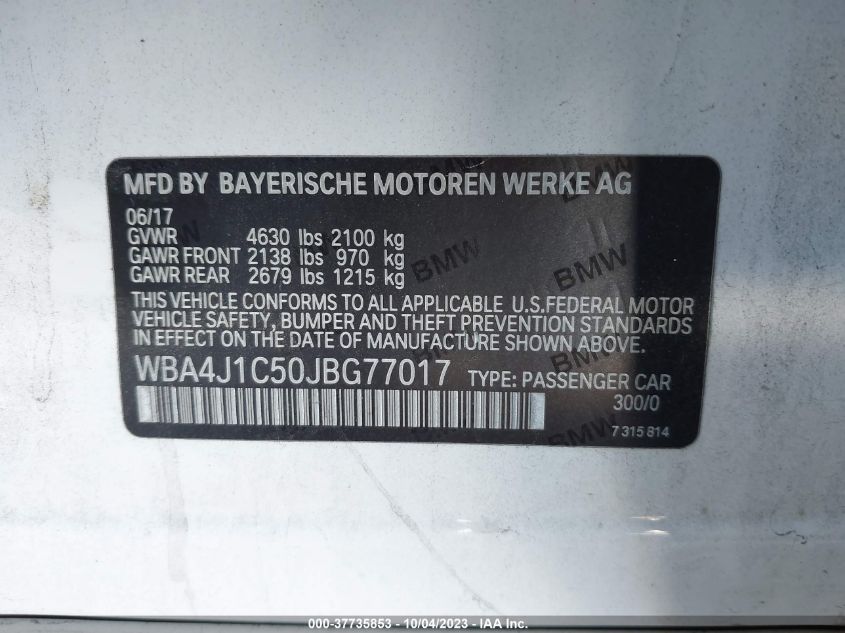 MFD BY BAYERISCHE MOTOREN WERKE AG
06/17
GVWR 4630 lbs 2100 kg
GAWR FRONT 2138 lbs 970 kg
GAWR REAR 2679 lbs 1215 kg
THIS VEHICLE CONFORMS TO ALL APPLICABLE U.S.FEDERAL MOTOR
VEHICLE SAFETY, BUMPER AND THEFT PREVENTION STANDARDS
IN EFFECT ON THE DATE OF MANUFACTURE SHOWN ABOVE.
WBA4J1C50JBG77017 TYPE: PASSENGER CAR
300/0
7 315 814
BMW
BMW
BMW
000-37735853 - 10/04/2023 - IAA Inc.